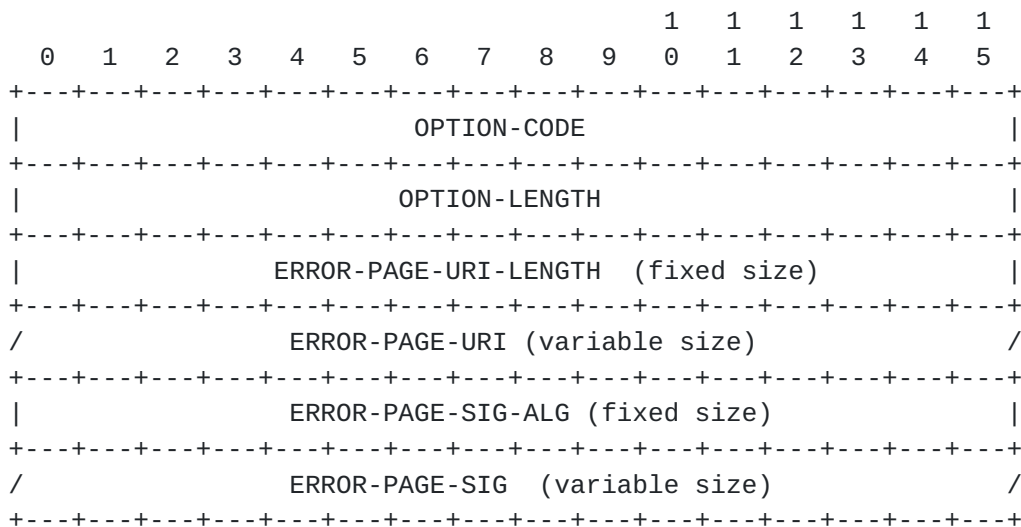 1   1   1   1   1   1
  0   1   2   3   4   5   6   7   8   9   0   1   2   3   4   5
+---+---+---+---+---+---+---+---+---+---+---+---+---+---+---+---+
|                         OPTION-CODE                           |
+---+---+---+---+---+---+---+---+---+---+---+---+---+---+---+---+
|                        OPTION-LENGTH                          |
+---+---+---+---+---+---+---+---+---+---+---+---+---+---+---+---+
|                ERROR-PAGE-URI-LENGTH  (fixed size)            |
+---+---+---+---+---+---+---+---+---+---+---+---+---+---+---+---+
/                 ERROR-PAGE-URI (variable size)                /
+---+---+---+---+---+---+---+---+---+---+---+---+---+---+---+---+
|                 ERROR-PAGE-SIG-ALG (fixed size)               |
+---+---+---+---+---+---+---+---+---+---+---+---+---+---+---+---+
/                 ERROR-PAGE-SIG  (variable size)               /
+---+---+---+---+---+---+---+---+---+---+---+---+---+---+---+---+